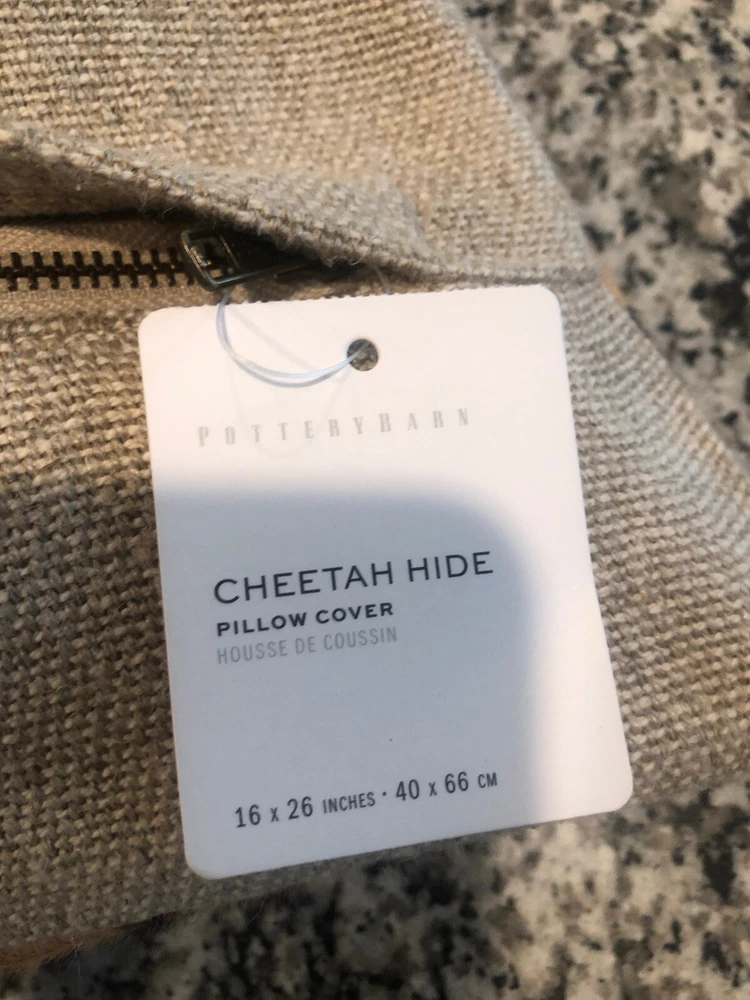 POTTERYBARN
CHEETAH HIDE
PILLOW COVER
HOUSSE DE COUSSIN
16 x 26 INCHES · 40 x 66 CM